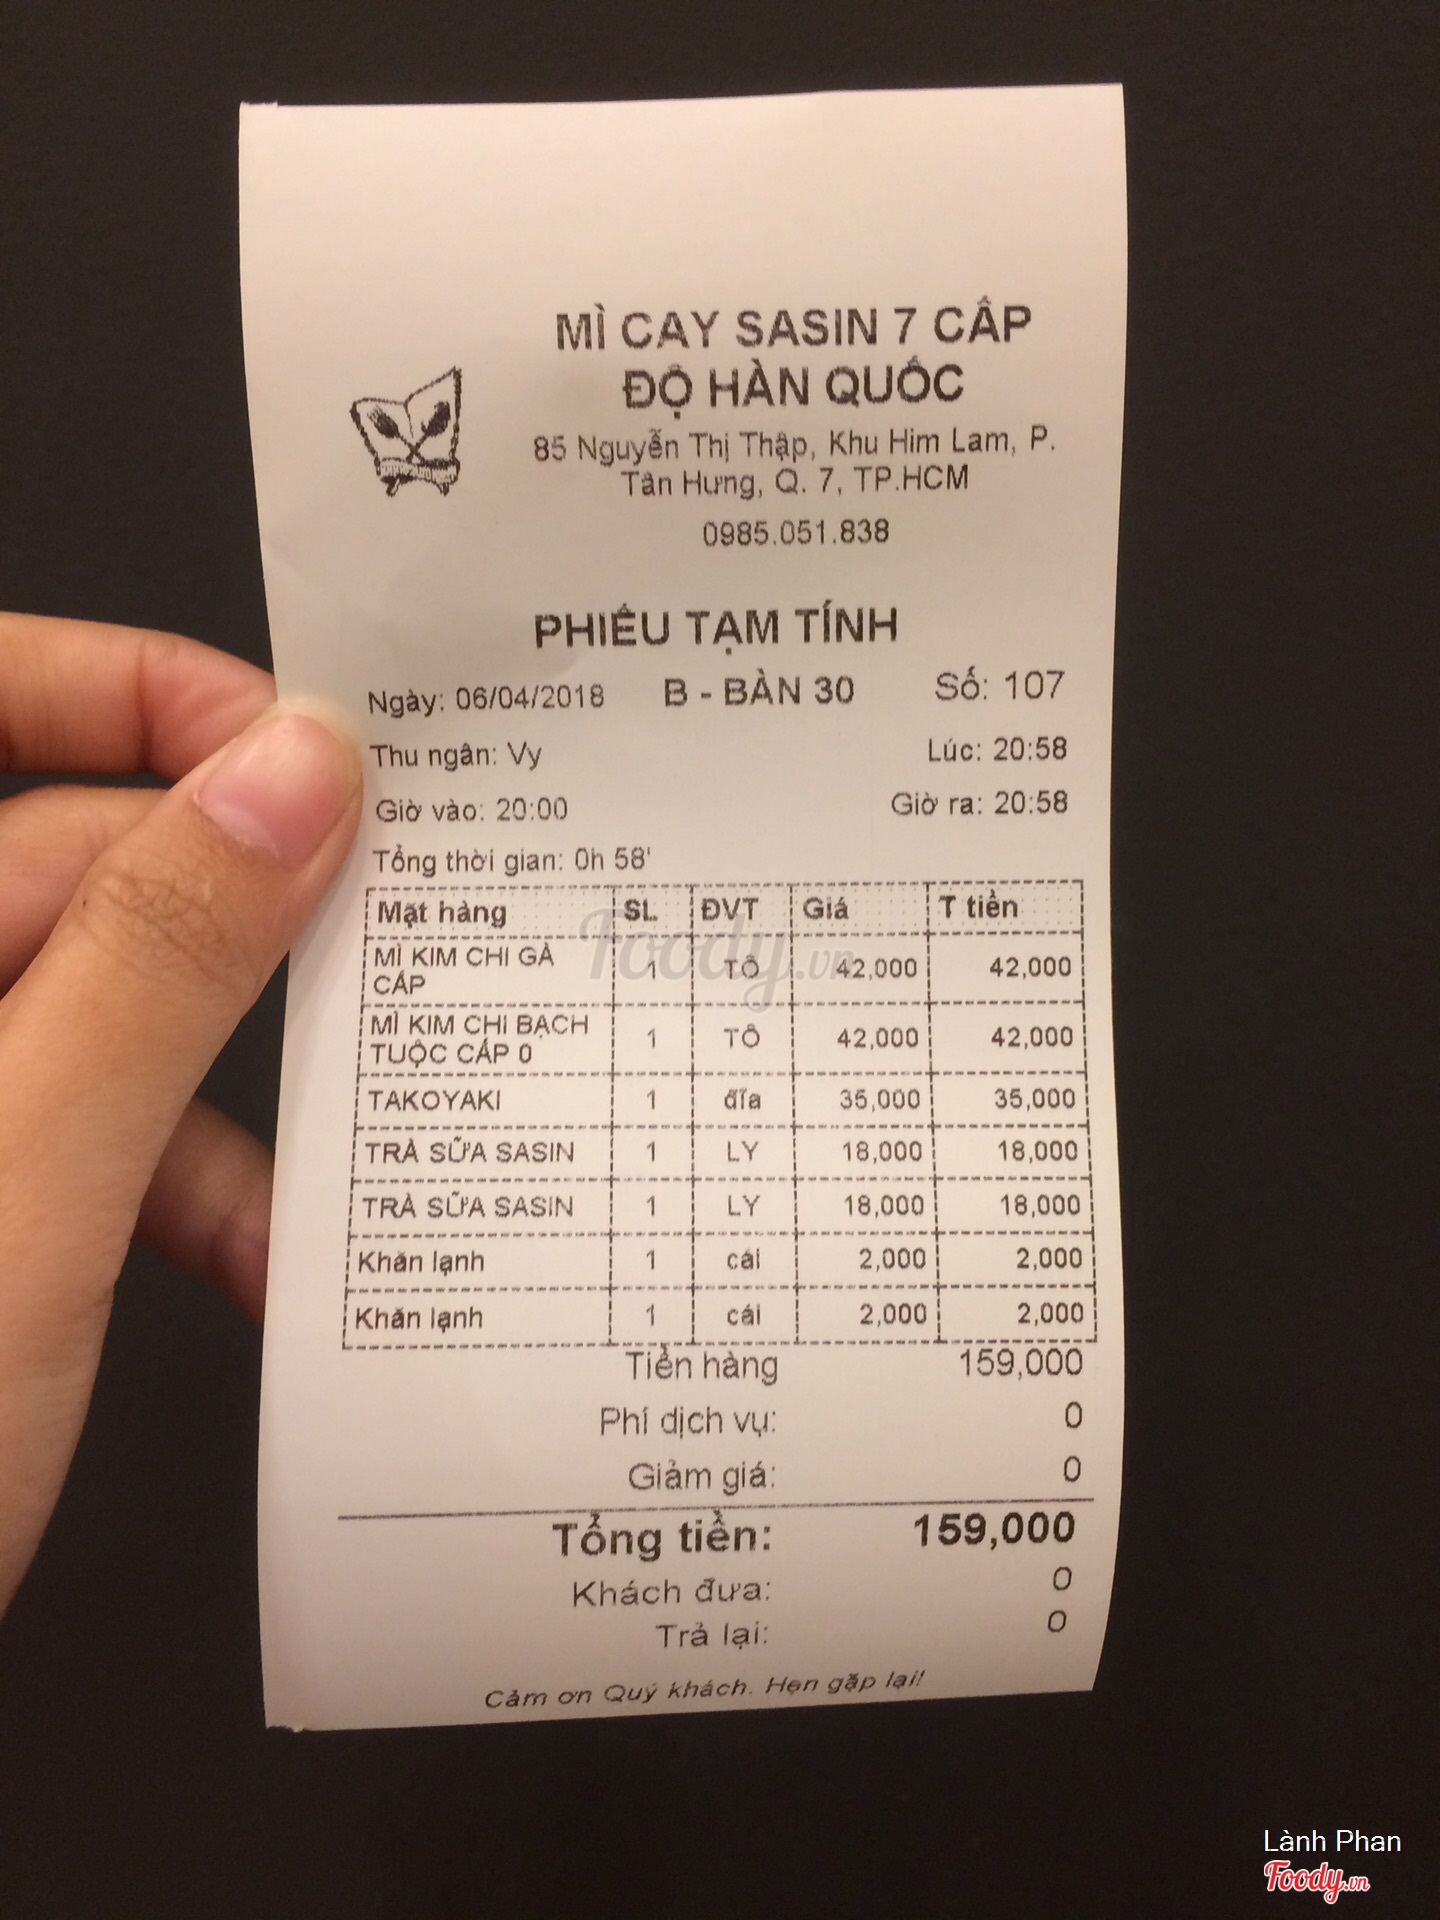 MÌ CAY SASIN 7 CẤP
ĐỘ HÀN QUỐC
85 Nguyễn Thị Thập, Khu Him Lam, P.
Tân Hưng, Q. 7, TP.HCM
0985.051.838
PHIẾU TẠM TÍNH
Ngày: 06/04/2018 B - BÀN 30 Số: 107
Thu ngân: Vy Lúc: 20:58
Giờ vào: 20:00 Giờ ra: 20:58
Tổng thời gian: 0h 58'
Mặt hàng SL ĐVT Giá T tiền
MÌ KIM CHI GÀ
CẤP 1 TÔ 42,000 42,000
MÌ KIM CHI BẠCH
TUỘC CẤP 0 1 TÔ 42,000 42,000
TAKOYAKI 1 đĩa 35,000 35,000
TRÀ SỮA SASIN 1 LY 18,000 18,000
TRÀ SỮA SASIN 1 LY 18,000 18,000
Khăn lạnh 1 cái 2,000 2,000
Khăn lạnh 1 cái 2,000 2,000
Tiền hàng 159,000
Phí dịch vụ: 0
Giảm giá: 0
Tổng tiền: 159,000
Khách đưa: 0
Trả lại: 0
Cảm ơn Quý khách. Hẹn gặp lại!
Foody.vn
Lành Phan
Foody.vn